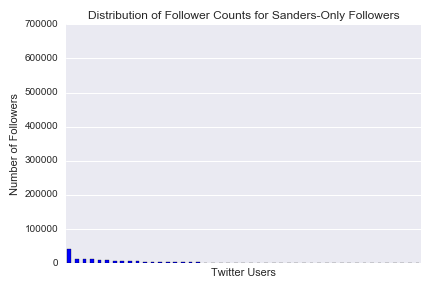 Distribution of Follower Counts for Sanders-Only Followers
700000
600000
500000
400000
300000
200000
100000
0
Number of Followers
Twitter Users